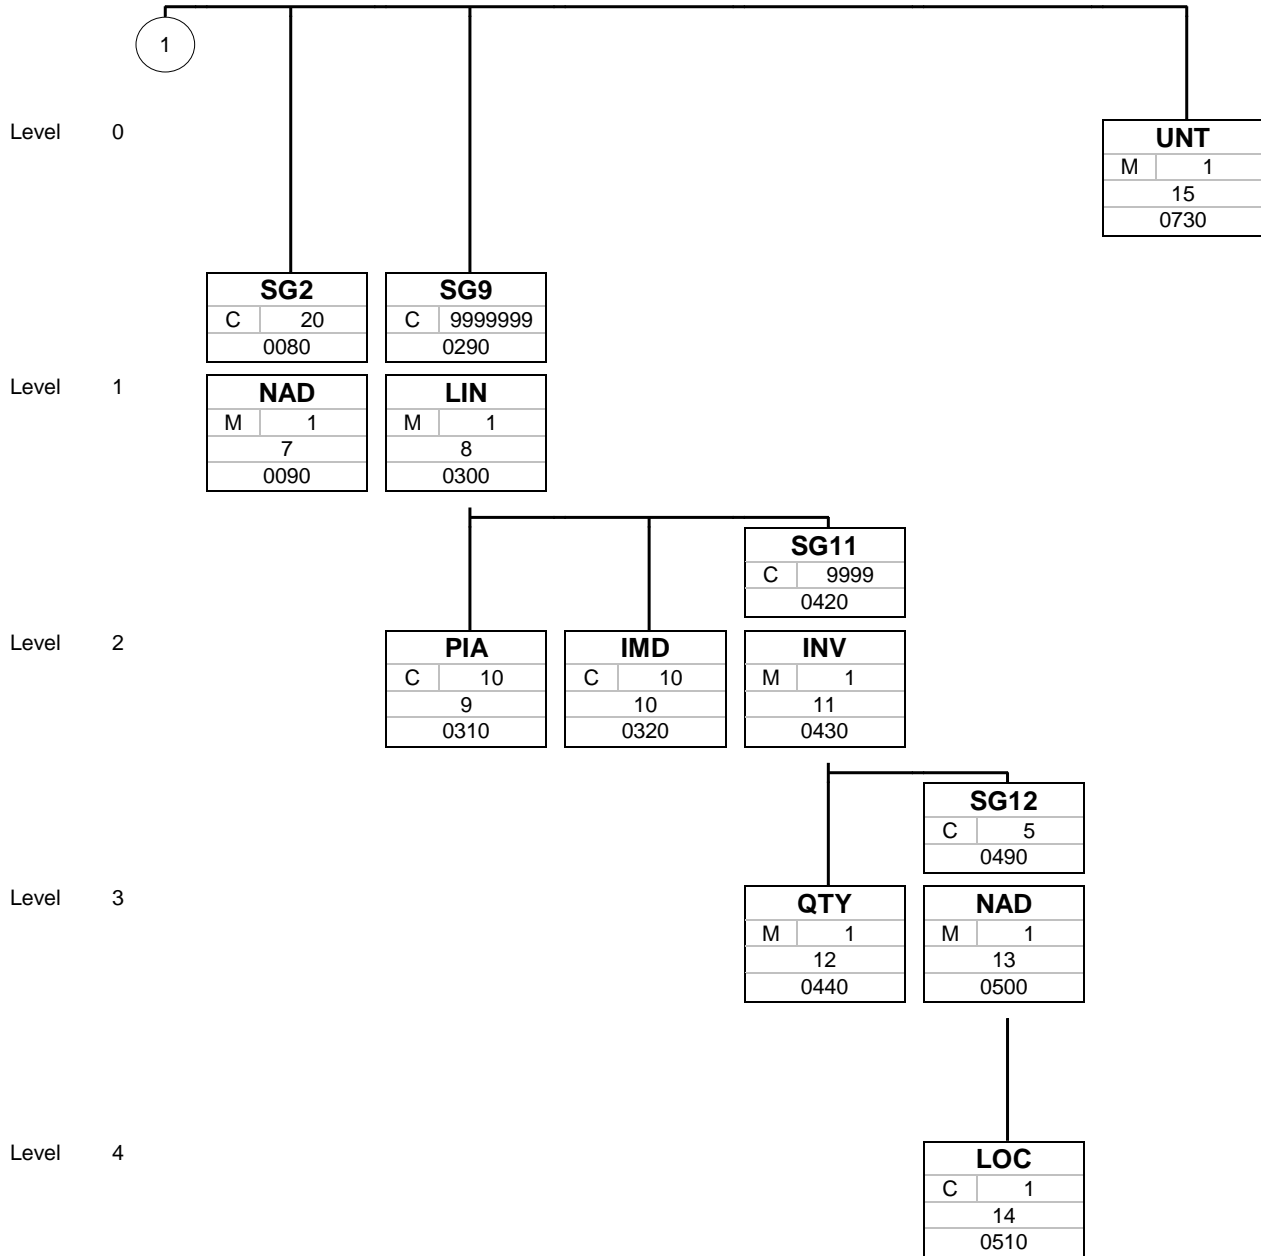 1
Level 0
UNT
M 1
15
0730
SG2 SG9
C 20 C 9999999
0080 0290
Level 1
NAD LIN
M 1 M 1
7 8
0090 0300
SG11
C 9999
0420
Level 2
PIA IMD INV
C 10 C 10 M 1
9 10 11
0310 0320 0430
SG12
C 5
0490
Level 3
QTY NAD
M 1 M 1
12 13
0440 0500
Level 4
LOC
C 1
14
0510